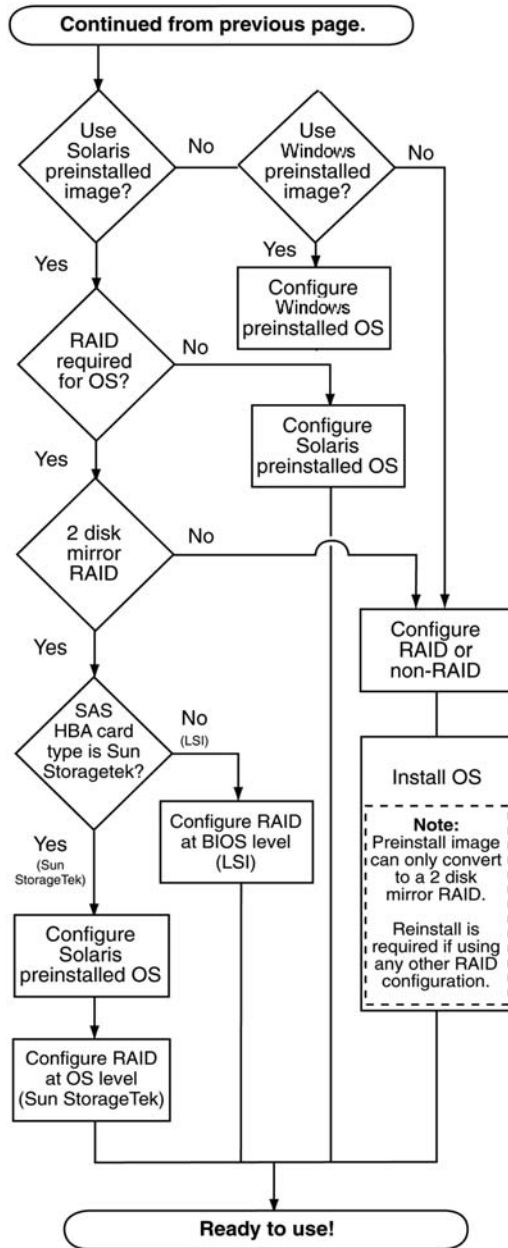 Continued from previous page.
Use
Solaris
preinstalled
image?
No
Use
Windows
preinstalled
image?
No
Yes
Yes
Configure
Windows
preinstalled OS
RAID
required
for OS?
No
Configure
Solaris
preinstalled OS
Yes
2 disk
mirror
RAID
No
Yes
Configure
RAID or
non-RAID
SAS
HBA card
type is Sun
Storagetek?
No
(LSI)
Install OS
Note:
Preinstall image
can only convert
to a 2 disk
mirror RAID.
Reinstall is
required if using
any other RAID
configuration.
Configure RAID
at BIOS level
(LSI)
Yes
(Sun
StorageTek)
Configure
Solaris
preinstalled OS
Configure RAID
at OS level
(Sun StorageTek)
Ready to use!